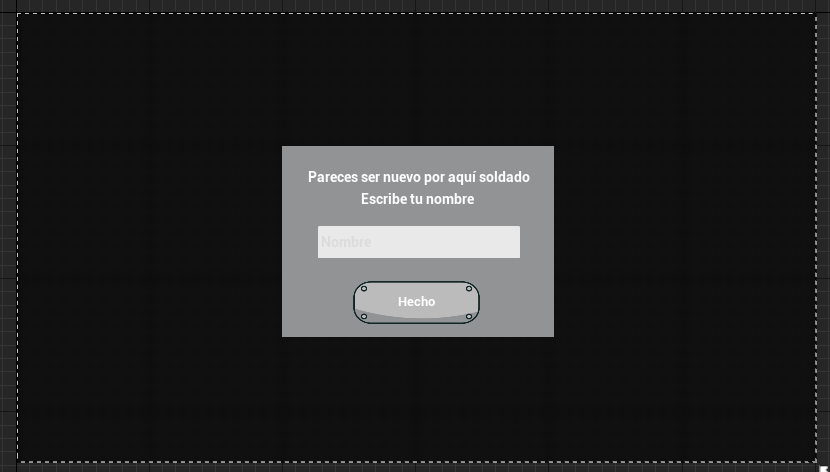 Pareces ser nuevo por aquí soldado
Escribe tu nombre
Nombre
Hecho